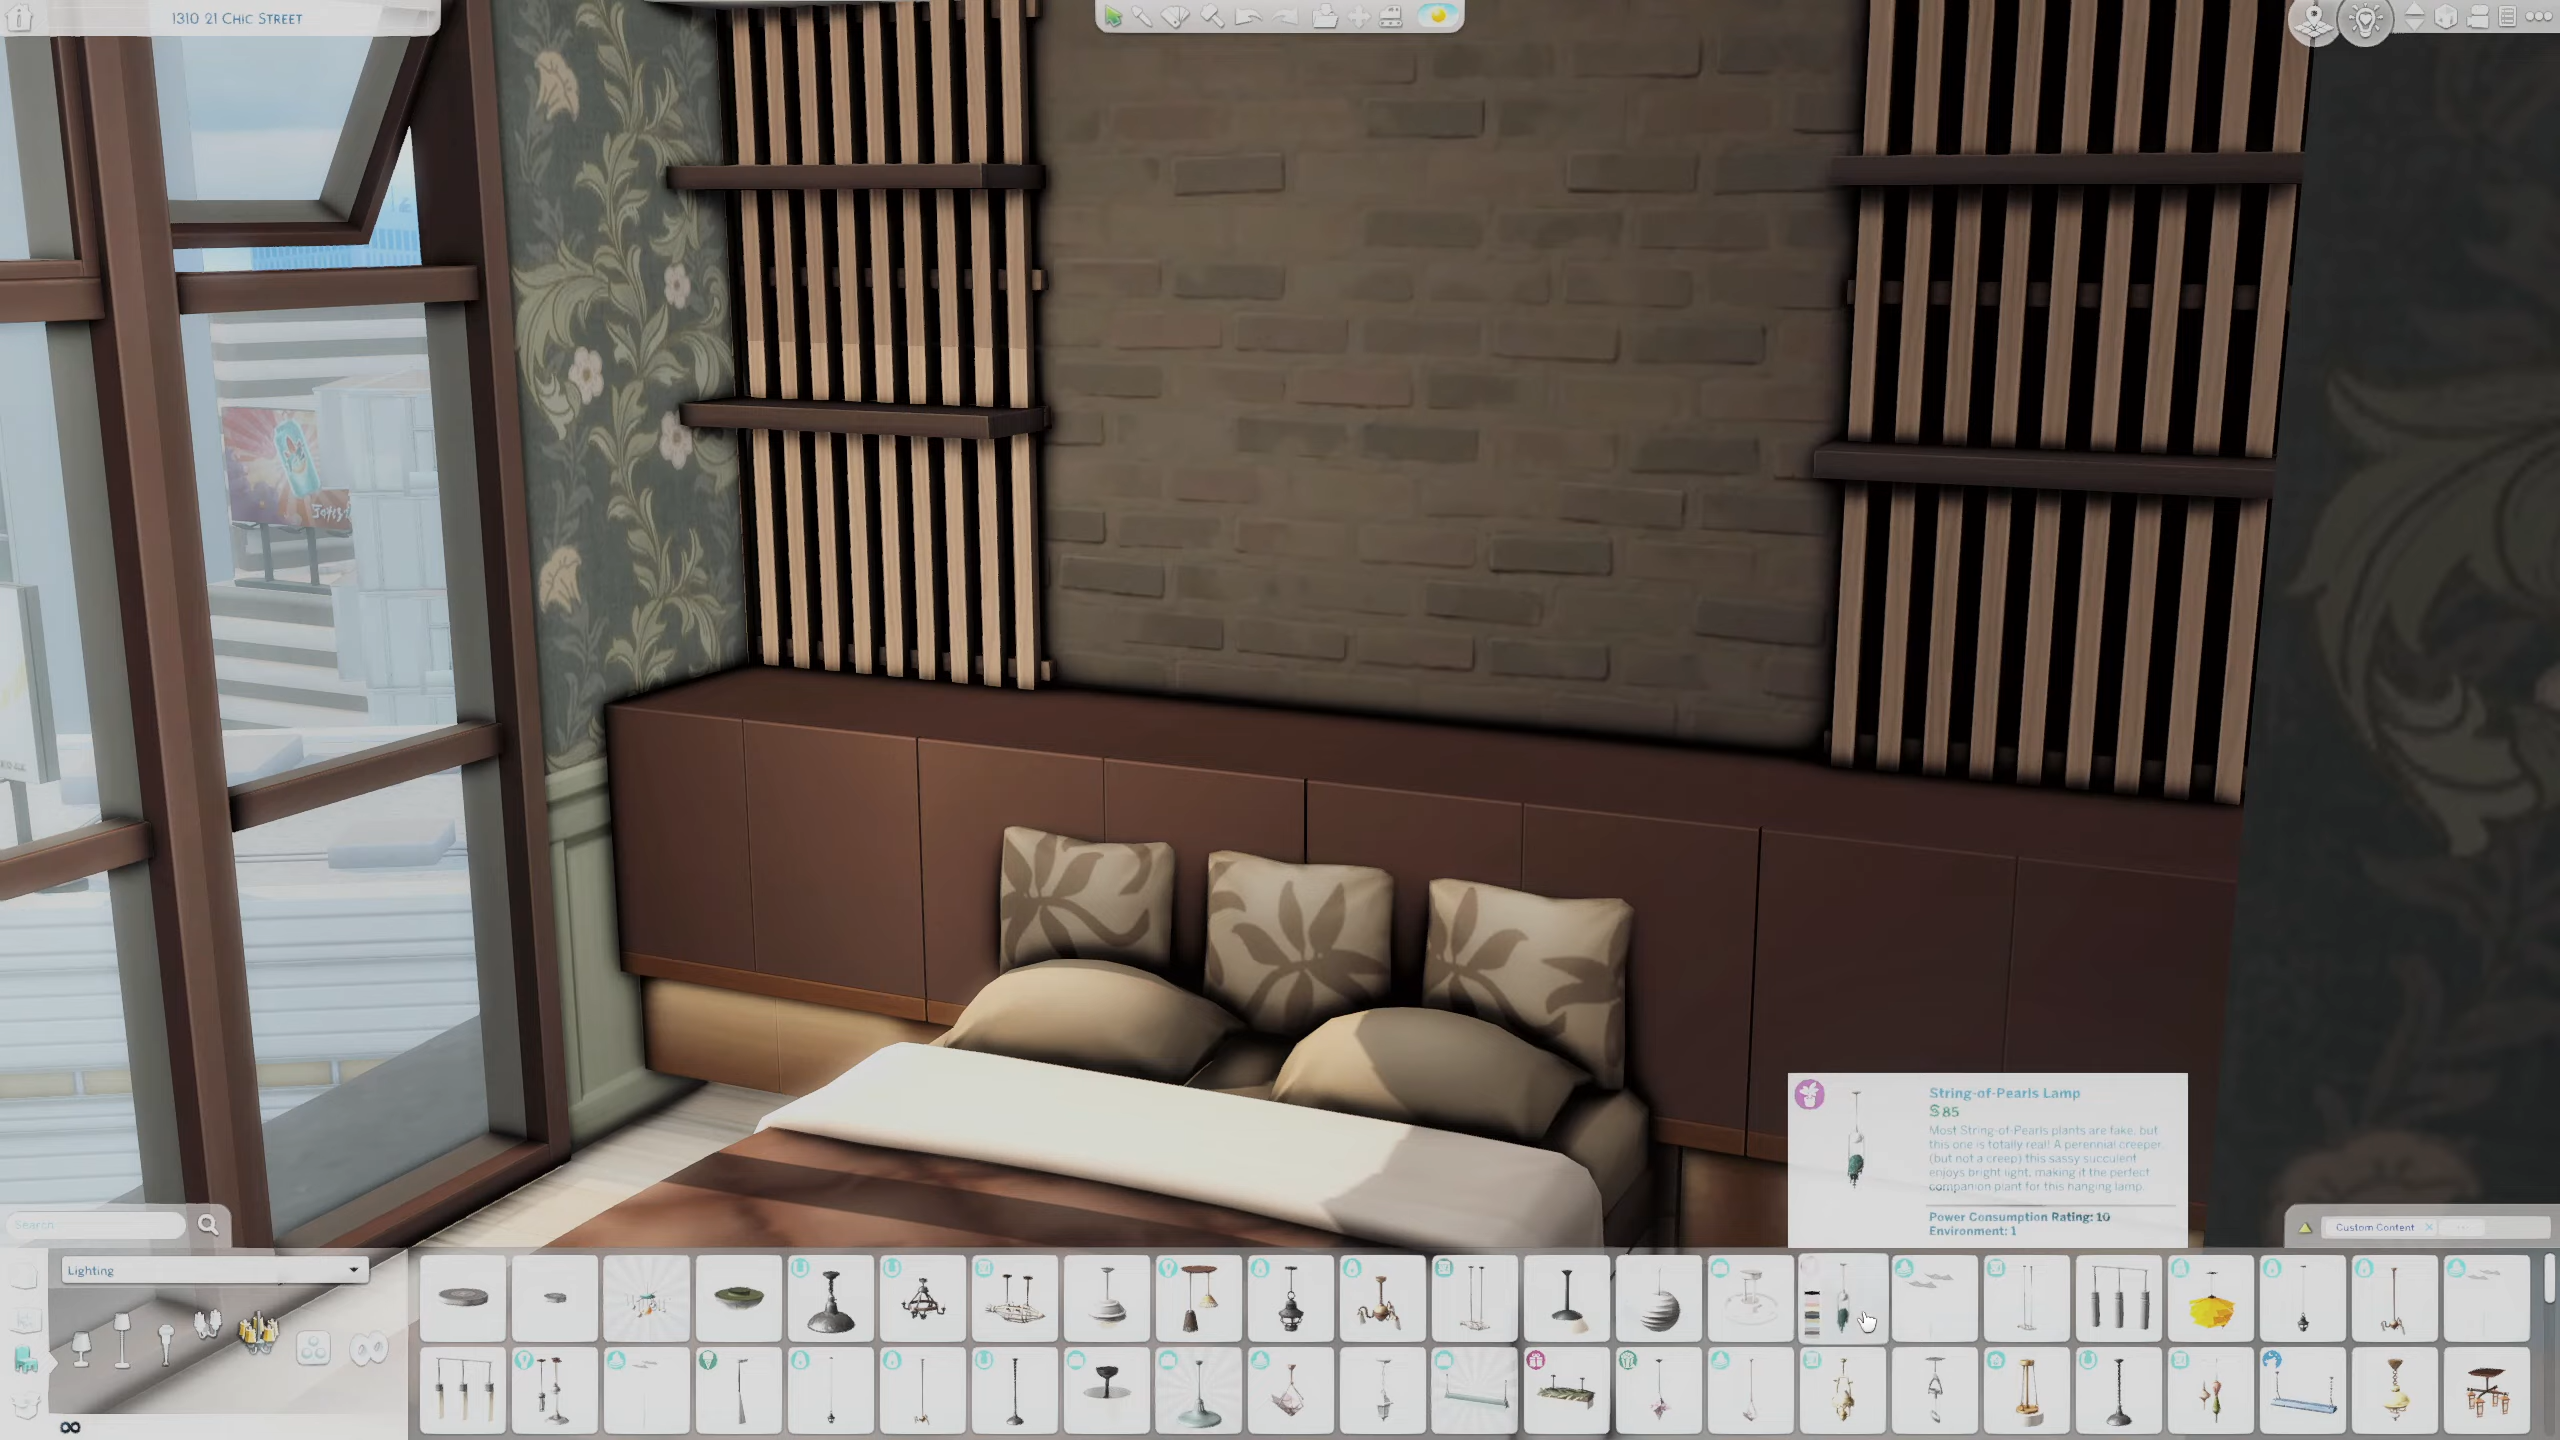 1310 21 Chic Street
String-of-Pearls Lamp
§85
Most String-of-Pearls plants are fake, but
this one is totally real! A perennial creeper,
(but not a creep) this sassy succulent
enjoys bright light, making it the perfect
companion plant for this hanging lamp.
Power Consumption Rating: 10
Environment: 1
Search
Custom Content
Lighting